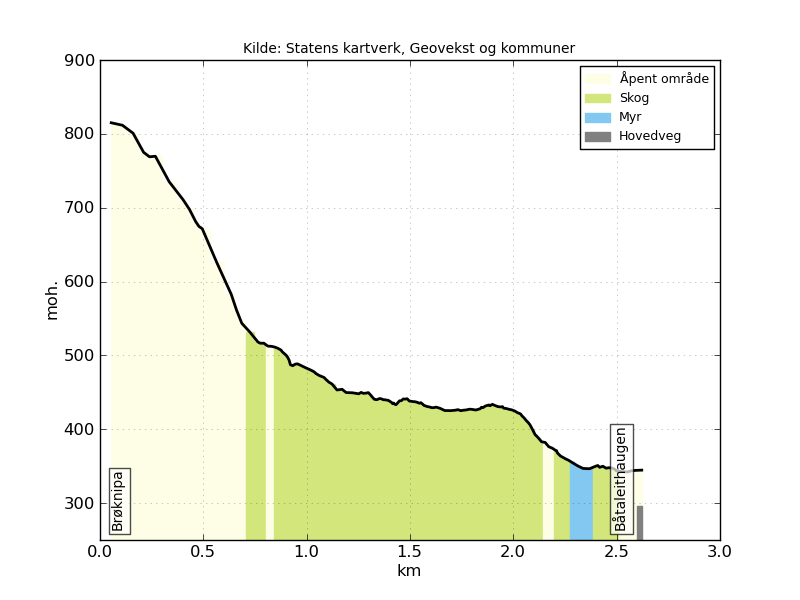 Kilde: Statens kartverk, Geovekst og kommuner
900
800
700
600
500
400
300
moh.
Åpent område
Skog
Myr
Hovedveg
Brøknipa
Båtaleithaugen
0.0
0.5
1.0
1.5
2.0
2.5
3.0
km